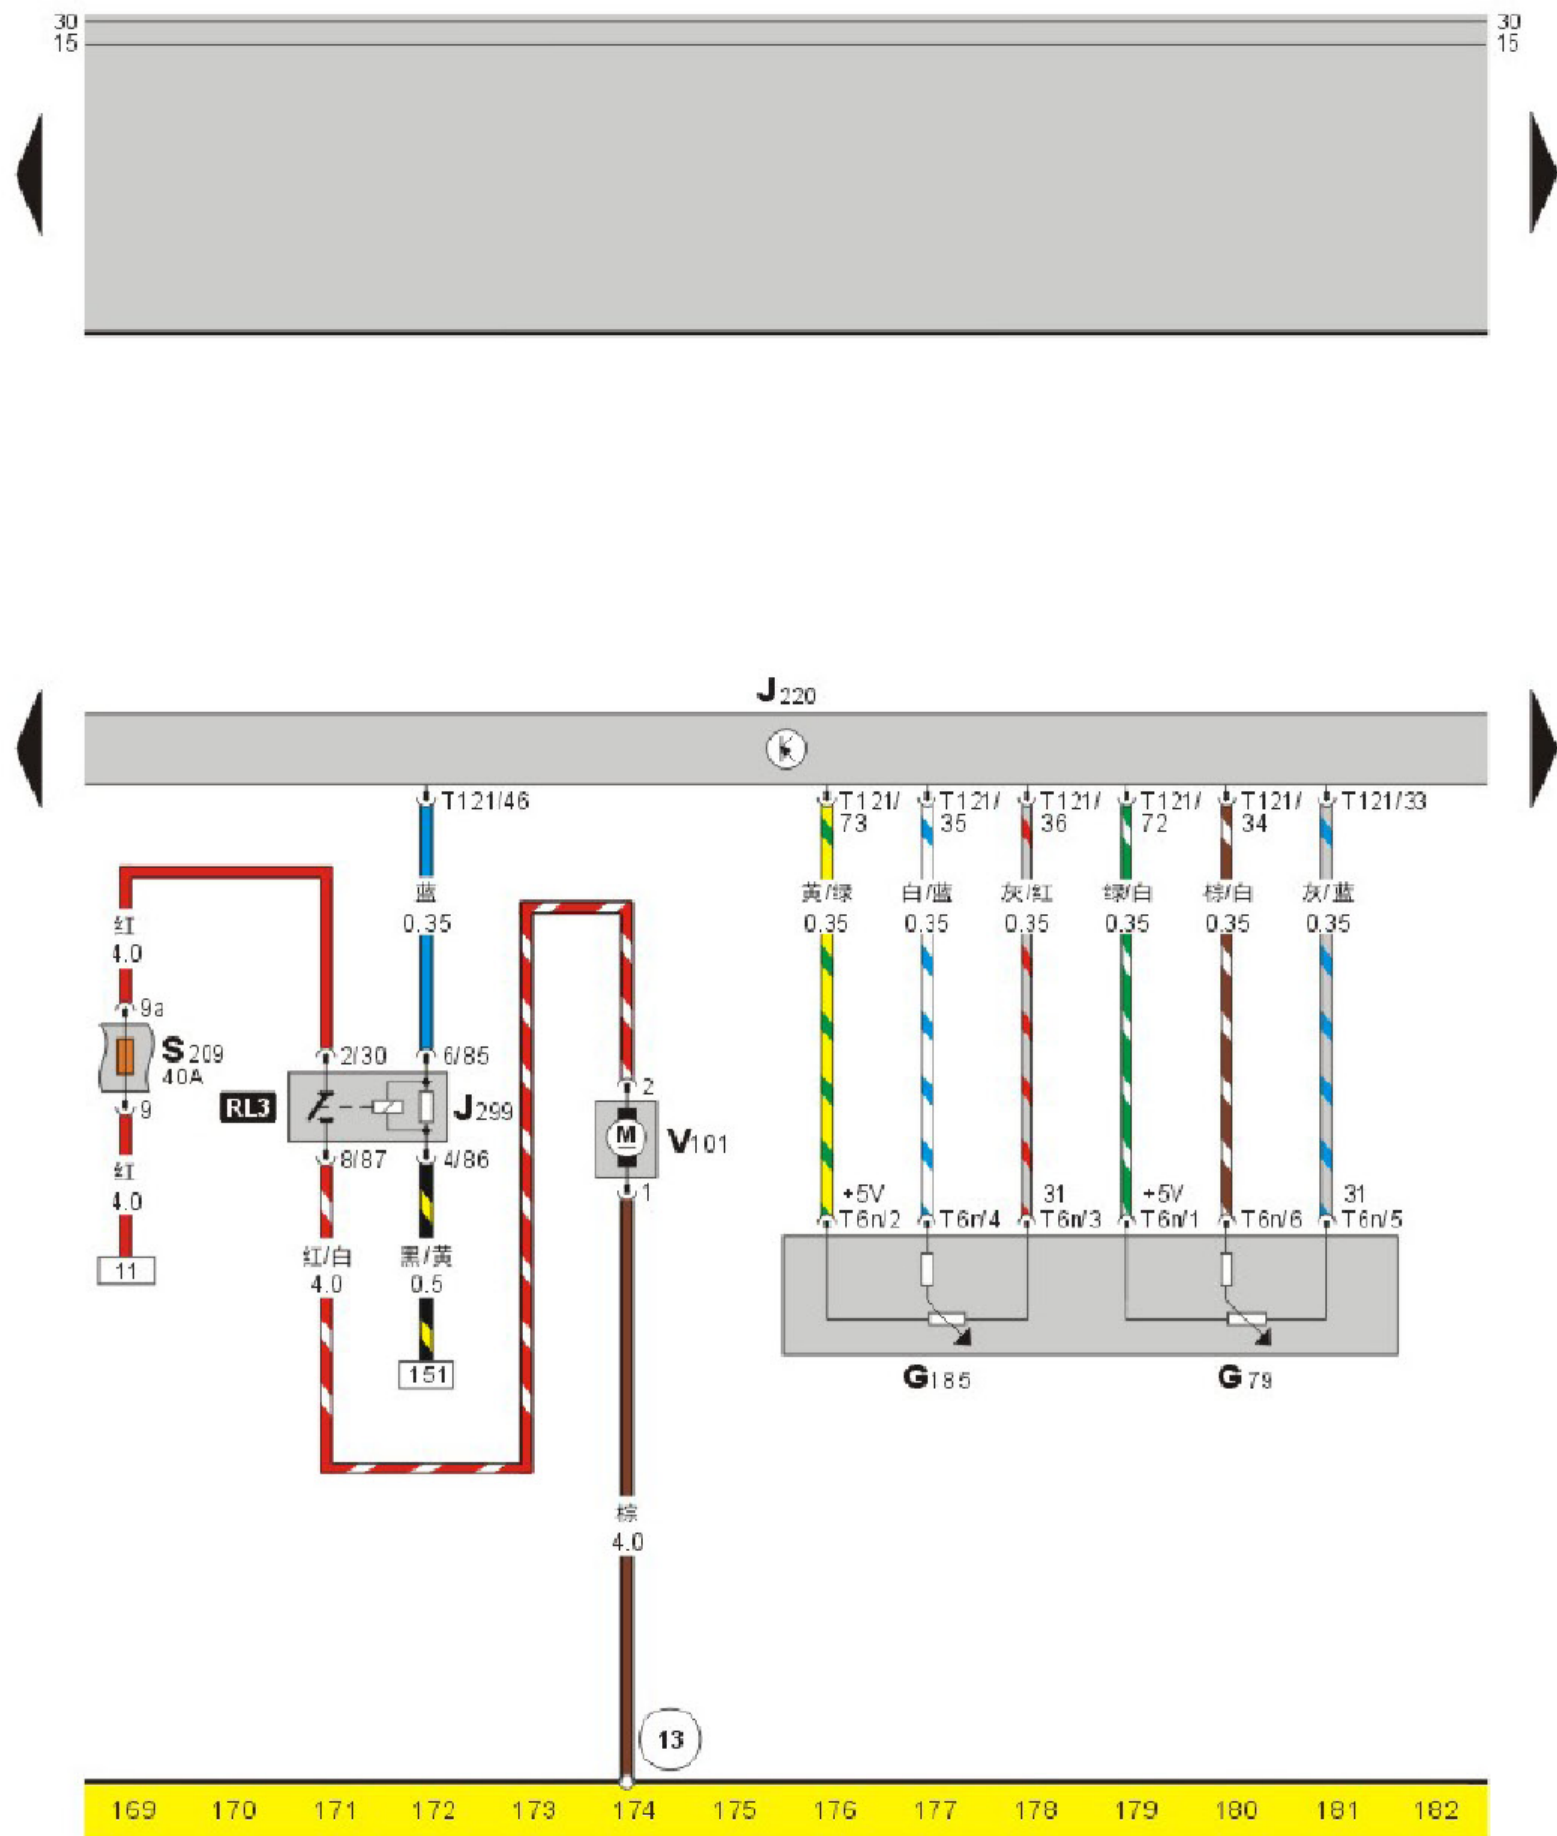 30 30
15 15
J220
T121/46
T121/ T121/ T121/ T121/ T121/ T121/33
73 35 36 72 34
蓝
0.35
黄/绿 白/蓝 灰/红 绿/白 棕/白 灰/蓝
0.35 0.35 0.35 0.35 0.35 0.35
红
4.0
9a
S209
40A
9
2/30 6/85
RL3
J299
8/87 4/86
2
M
V101
1
红
4.0
11
红/白
4.0
黑/黄
0.5
151
+5V 31 +5V 31
T6n/2 T6n/4 T6n/3 T6n/1 T6n/6 T6n/5
G185 G79
棕
4.0
13
169 170 171 172 173 174 175 176 177 178 179 180 181 182